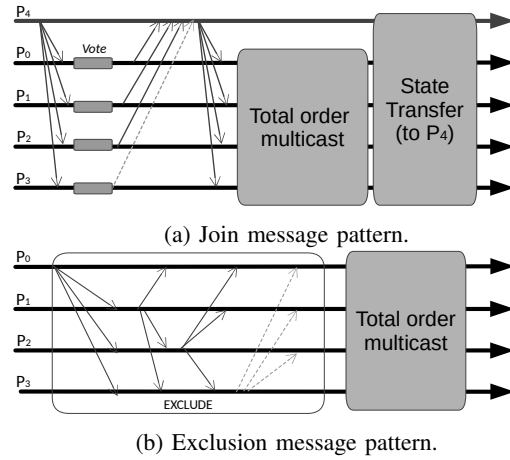 P4
Vote
P0
P1
P2
P3
Total order
multicast
State
Transfer
(to P4)
(a) Join message pattern.
P0
P1
P2
P3
EXCLUDE
Total order
multicast
(b) Exclusion message pattern.